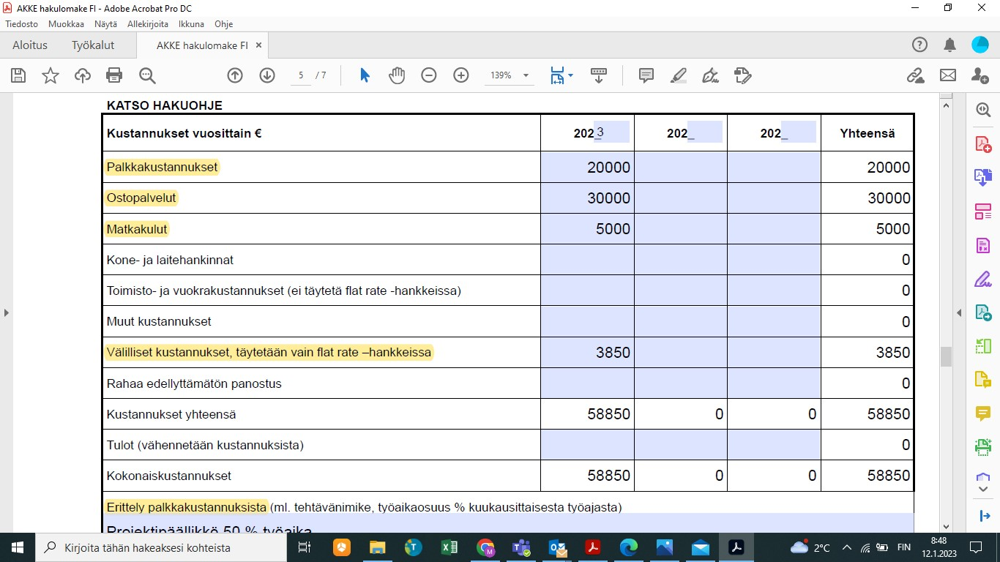 AKKE hakulomake FI - Adobe Acrobat Pro DC
Tiedosto Muokkaa Näytä Allekirjoita Ikkuna Ohje
Aloitus Työkalut AKKE hakulomake FI ×
5 / 7 139%
KATSO HAKUOHJE
Kustannukset vuosittain € 202_3 202_ 202_ Yhteensä
Palkkakustannukset 20000 20000
Ostopalvelut 30000 30000
Matkakulut 5000 5000
Kone- ja laitehankinnat 0
Toimisto- ja vuokrakustannukset (ei täytetä flat rate -hankkeissa) 0
Muut kustannukset 0
Välilliset kustannukset, täytetään vain flat rate –hankkeissa 3850 3850
Rahaa edellyttämätön panostus 0
Kustannukset yhteensä 58850 0 0 58850
Tulot (vähennetään kustannuksista) 0
Kokonaiskustannukset 58850 0 0 58850
Erittely palkkakustannuksista (ml. tehtävänimike, työaikaosuus % kuukausittaisesta työajasta)
Projektipäällikkö 50 % työaika
Kirjoita tähän hakeaksesi kohteista 2°C FIN 8:48
12.1.2023